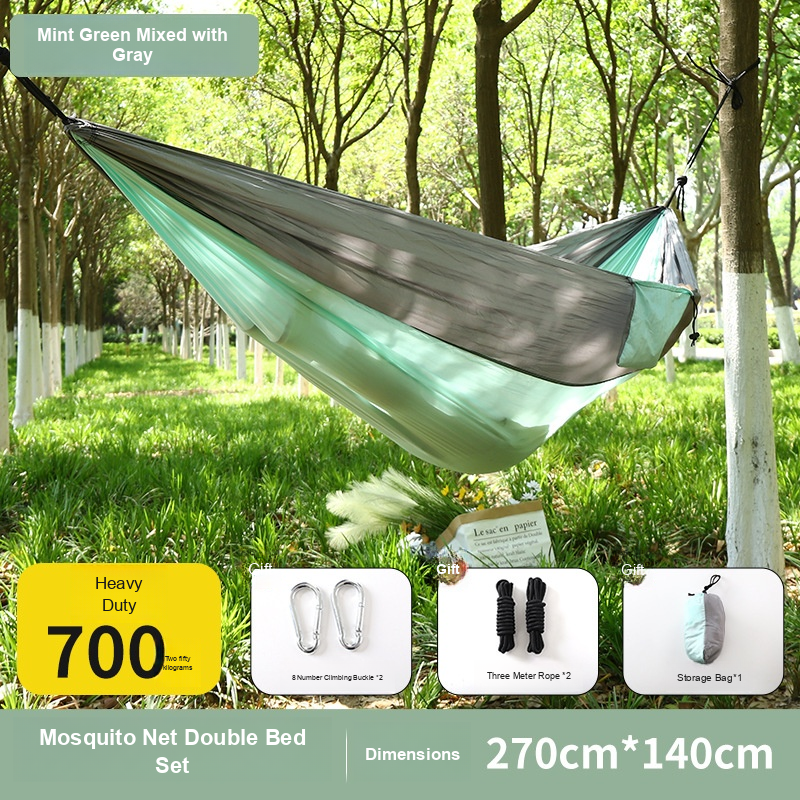 Mint Green Mixed with
Gray
Le sac en papier
Heavy
Duty
700
Two fifty
kilograms
Gift
8 Number Climbing Buckle *2
Gift
Three Meter Rope *2
Gift
Storage Bag*1
Mosquito Net Double Bed
Set
Dimensions
270cm*140cm